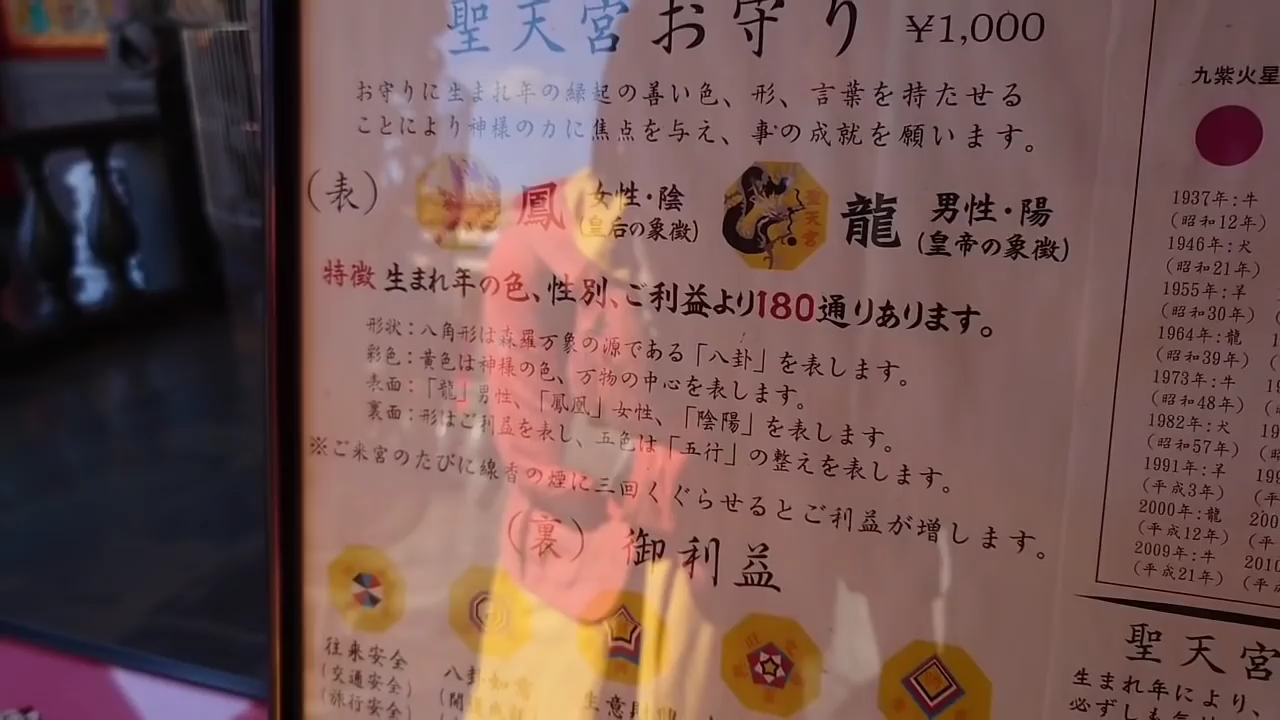 聖天宮お守り ¥1,000
お守りに生まれ年の縁起の善い色、形、言葉を持たせる
ことにより神様の力に焦点を与え、事の成就を願います。
(表) 鳳 女性・陰 (皇后の象徴) 聖天宮 龍 男性・陽 (皇帝の象徴)
特徴 生まれ年の色、性別、ご利益より180通りあります。
形状:八角形は森羅万象の源である「八卦」を表します。
彩色:黄色は神様の色、万物の中心を表します。
表面:「龍」男性、「鳳凰」女性、「陰陽」を表します。
裏面:形はご利益を表し、五色は「五行」の整えを表します。
※ご来宮のたびに線香の煙に三回くぐらせるとご利益が増します。
(裏) 御利益
往来安全
(交通安全)
(旅行安全)
八卦如意
生意
九紫火星
1937年:牛
(昭和12年)
1946年:犬
(昭和21年)
1955年:羊
(昭和30年)
1964年:龍
(昭和39年)
1973年:牛
(昭和48年)
1982年:犬
(昭和57年)
1991年:羊
(平成3年)
2000年:龍
(平成12年)
2009年:牛
(平成21年)
聖天宮
生まれ年により、